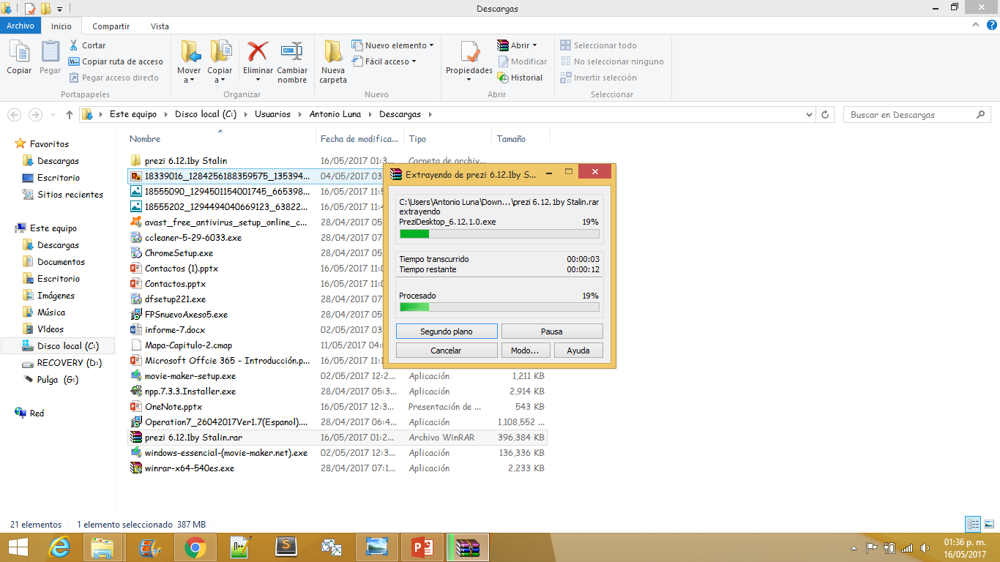 Descargas
Archivo Inicio Compartir Vista
Copiar
Pegar
Cortar
Copiar ruta de acceso
Pegar acceso directo
Portapapeles
Mover a
Copiar a
Eliminar
Cambiar nombre
Organizar
Nueva carpeta
Nuevo elemento
Fácil acceso
Nuevo
Propiedades
Abrir
Modificar
Historial
Abrir
Seleccionar todo
No seleccionar ninguno
Invertir selección
Seleccionar
Este equipo Disco local (C:) Usuarios Antonio Luna Descargas
Buscar en Descargas
Favoritos
Descargas
Escritorio
Sitios recientes
Este equipo
Descargas
Documentos
Escritorio
Imágenes
Música
Vídeos
Disco local (C:)
RECOVERY (D:)
Pulga (G:)
Red
Nombre Fecha de modifica... Tipo Tamaño
prezi 6.12.1by Stalin 16/05/2017 01:3... Carpeta de archiv...
18339016_1284256188359575_135394... 04/05/2017 03
18555090_1294501154001745_665398... 16/05/2017 11:5
18555202_1294494040669123_63822... 16/05/2017 11:4
avast_free_antivirus_setup_online_c... 28/04/2017 05
ccleaner-5-29-6033.exe 28/04/2017 07
ChromeSetup.exe 28/04/2017 05
Contactos (1).pptx 16/05/2017 11:0
Contactos.pptx 16/05/2017 11:0
dfsetup221.exe 28/04/2017 07
FPSnuevoAxeso5.exe 28/04/2017 05
informe-7.docx 02/05/2017 03
Mapa-Capitulo-2.cmap 11/05/2017 04:
Microsoft Offcie 365 - Introducción.p... 16/05/2017 11:1
movie-maker-setup.exe 02/05/2017 12:2... Aplicación 1,211 KB
npp.7.3.3.Installer.exe 28/04/2017 05:3... Aplicación 2,914 KB
OneNote.pptx 16/05/2017 12:3... Presentación de ... 543 KB
Operation7_26042017Ver1.7(Espanol).... 28/04/2017 06:4... Aplicación 1,108,552 ...
prezi 6.12.1by Stalin.rar 16/05/2017 01:2... Archivo WinRAR 396,384 KB
windows-essencial-(movie-maker.net).exe 02/05/2017 12:3... Aplicación 136,336 KB
winrar-x64-540es.exe 28/04/2017 07:1... Aplicación 2,233 KB
Extrayendo de prezi 6.12.1by S...
C:\Users\Antonio Luna\Down...\prezi 6.12.1by Stalin.rar
extrayendo
PreziDesktop_6.12.1.0.exe 19%
Tiempo transcurrido 00:00:03
Tiempo restante 00:00:12
Procesado 19%
Segundo plano Pausa
Cancelar Modo... Ayuda
21 elementos 1 elemento seleccionado 387 MB
01:36 p. m.
16/05/2017